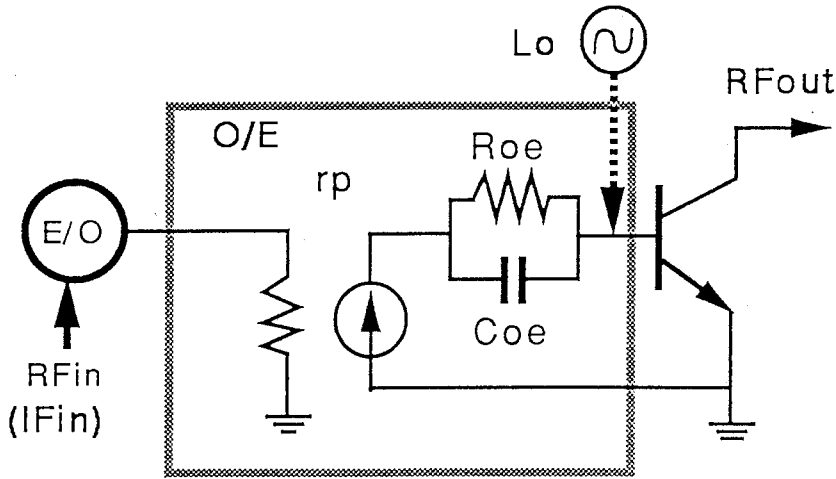 Lo
RFout
O/E
Roe
rp
E/O
Coe
RFin
(IFin)